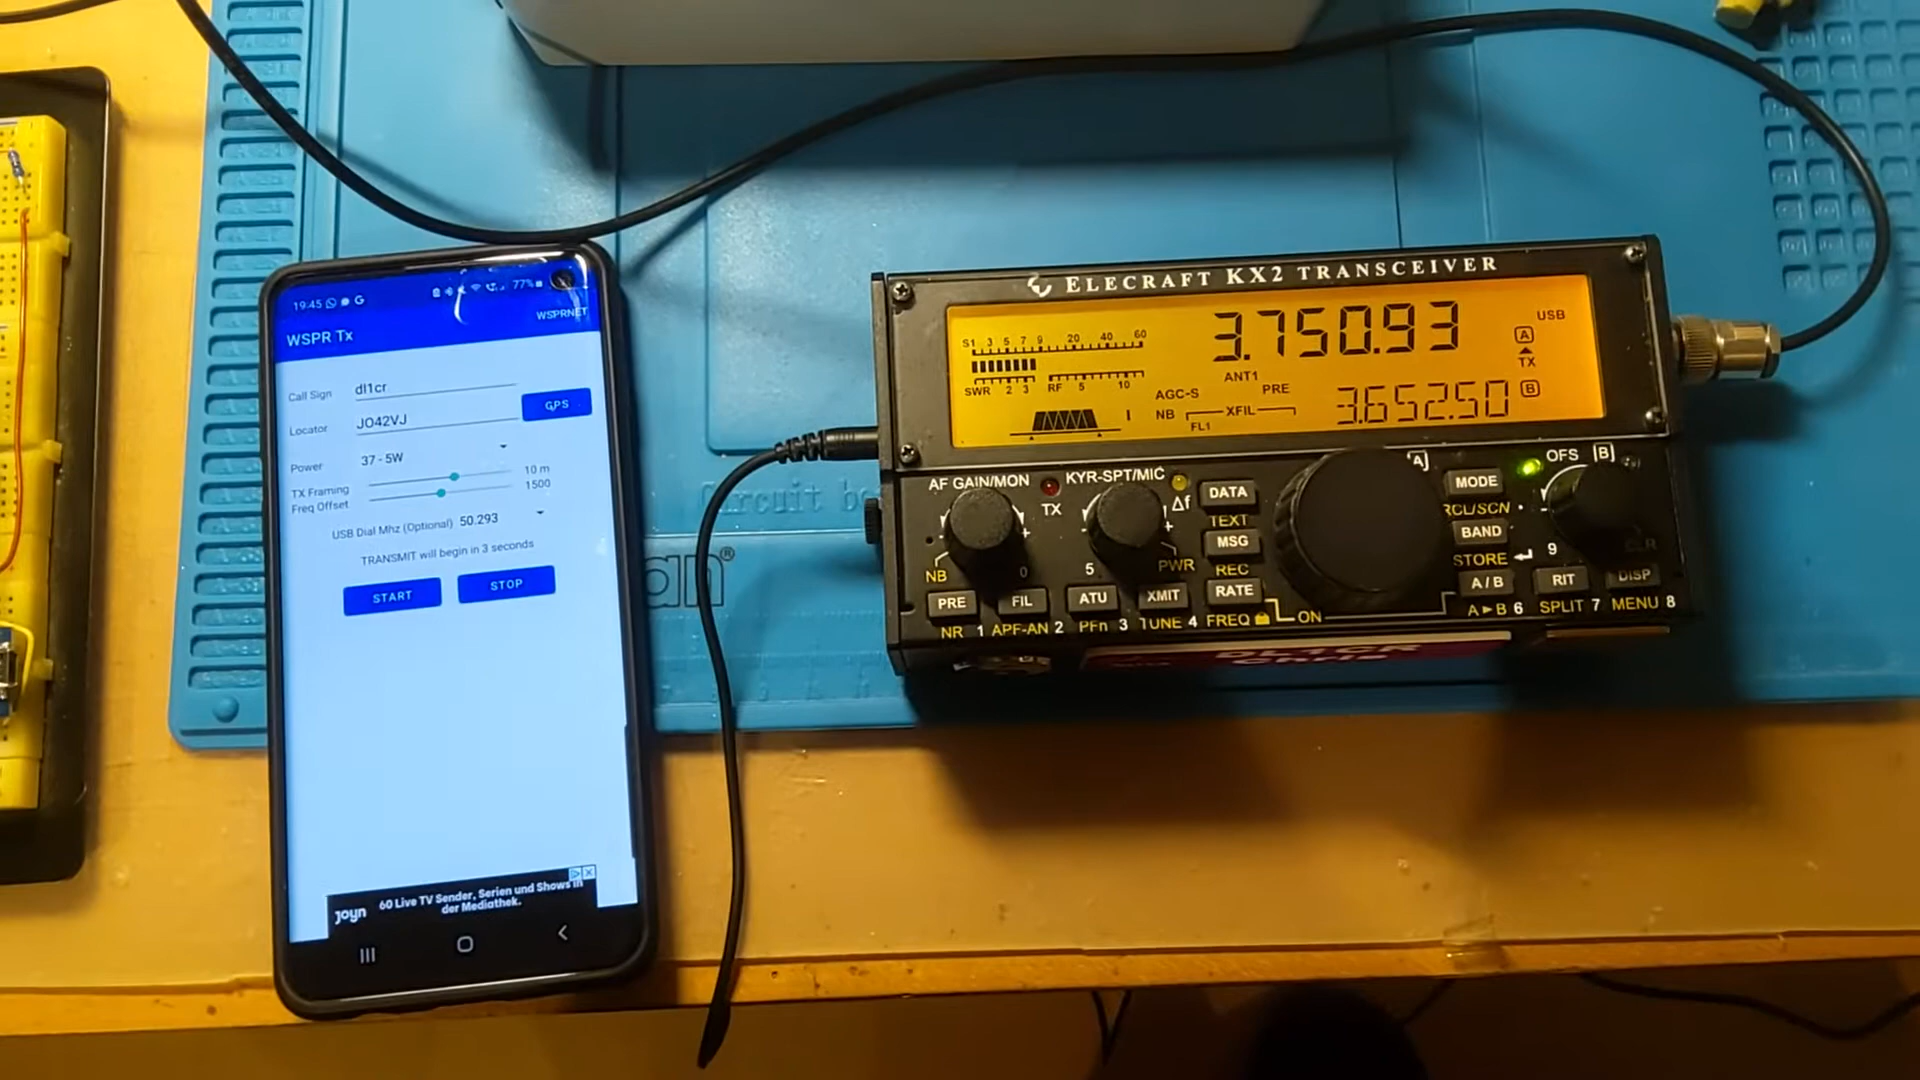 19:45 G 77%
WSPRNET
WSPR Tx
Call Sign dl1cr
Locator JO42VJ GPS
Power 37 - 5W
TX Framing 10 m
Freq Offset 1500
USB Dial Mhz (Optional) 50.293
TRANSMIT will begin in 3 seconds
START STOP
joyn 60 Live TV Sender, Serien und Shows in
der Mediathek.
ELECRAFT KX2 TRANSCEIVER
S1 3 5 7 9 20 40 60
SWR 2 3 RF 5 10
3.750.93 USB
A
TX
ANT1 PRE
AGC-S
NB XFIL
FL1
I
3.652.50 B
AF GAIN/MON KYR-SPT/MIC
TX Δf
NB 0 5 PWR
PRE FIL ATU XMIT
NR 1 APF-AN 2 PFn 3 TUNE 4
DATA
TEXT
MSG
REC
RATE
FREQ ON
A
MODE
RCL/SCN
BAND
STORE
A/B
A►B 6
OFS B
9 CLR
RIT DISP
SPLIT 7 MENU 8
DL1CR
Chris
Circuit
an®